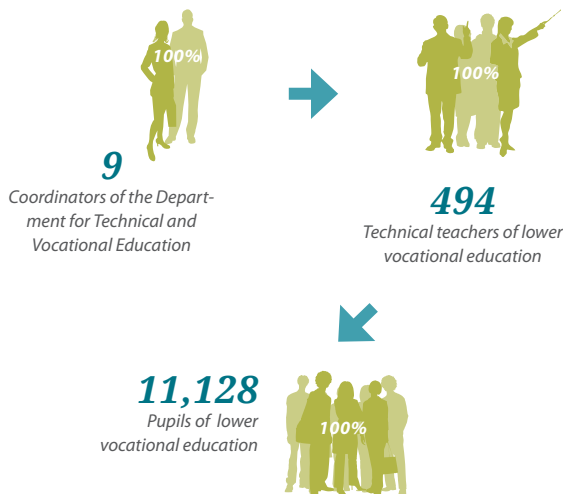 100%
9
Coordinators of the Depart-
ment for Technical and
Vocational Education
100%
494
Technical teachers of lower
vocational education
11,128
Pupils of lower
vocational education
100%